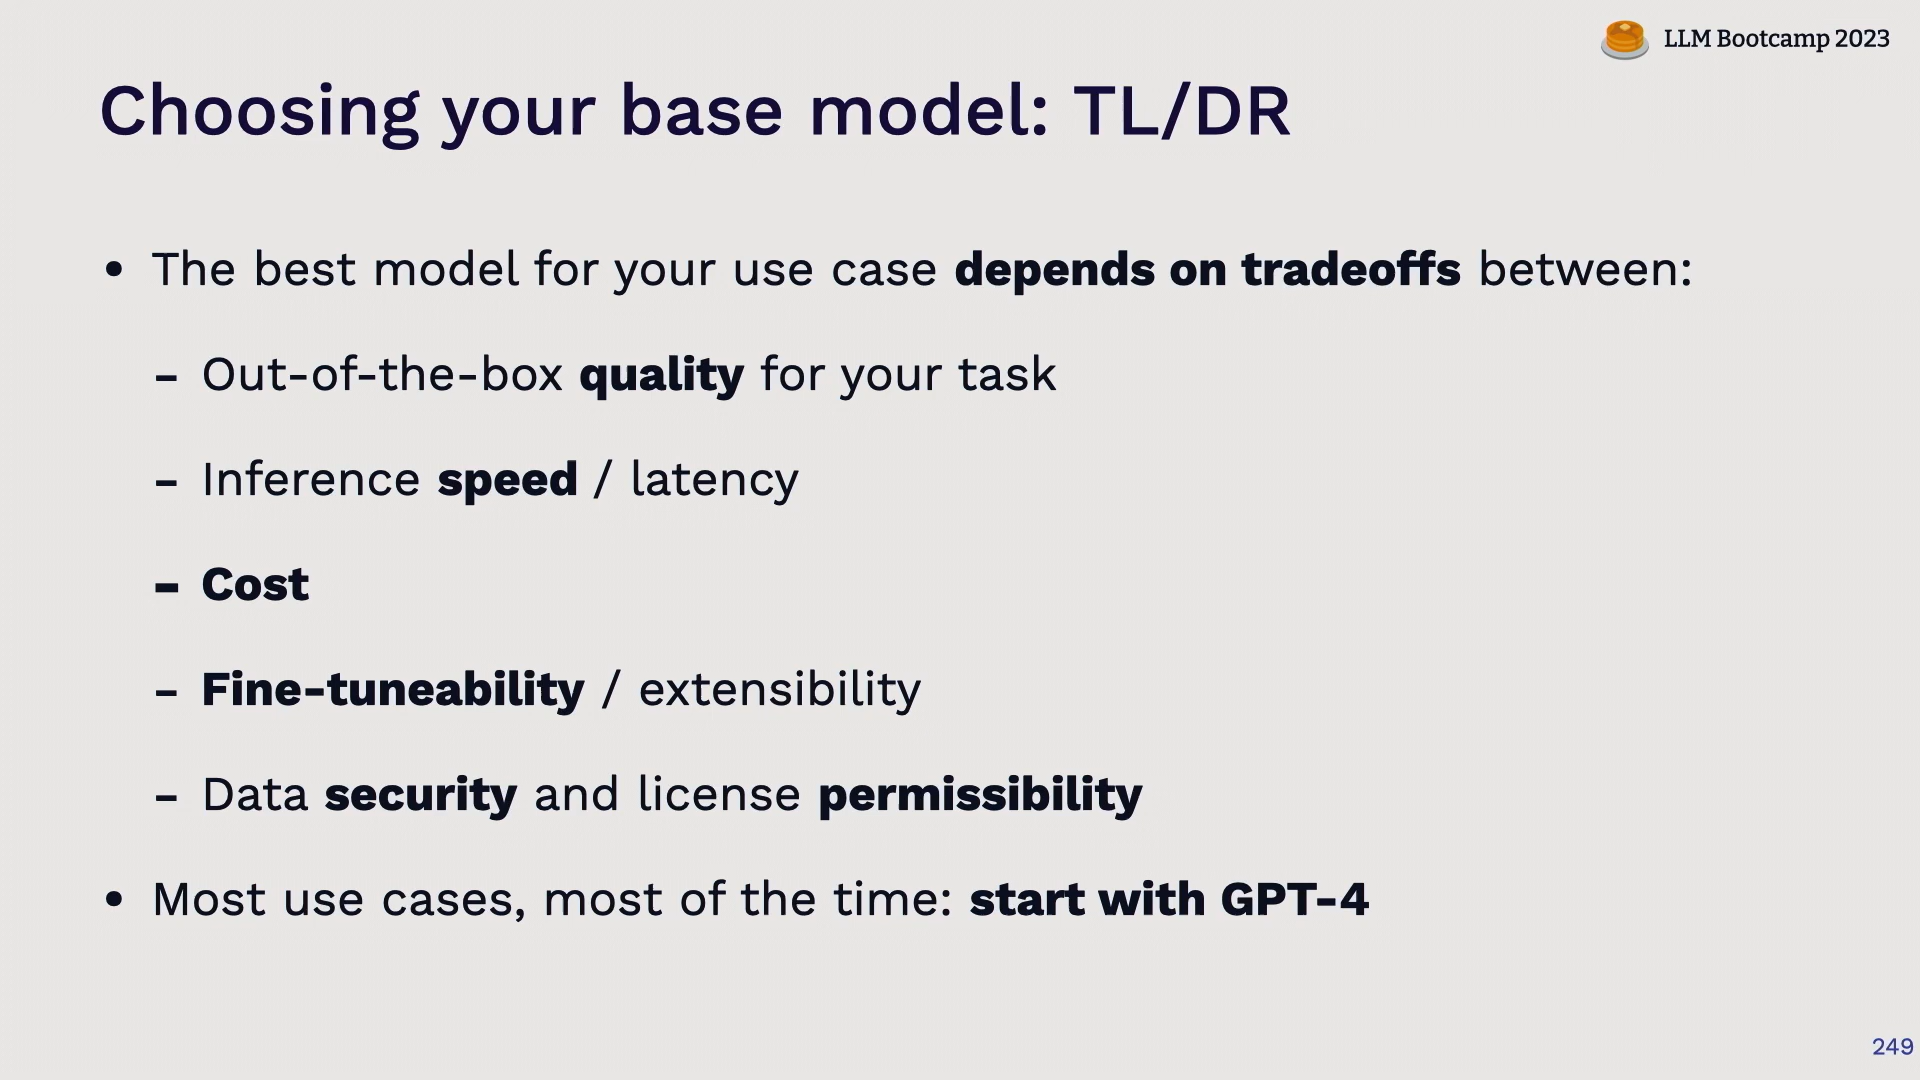 LLM Bootcamp 2023
Choosing your base model: TL/DR
• The best model for your use case depends on tradeoffs between:
– Out-of-the-box quality for your task
– Inference speed / latency
– Cost
– Fine-tuneability / extensibility
– Data security and license permissibility
• Most use cases, most of the time: start with GPT-4
249